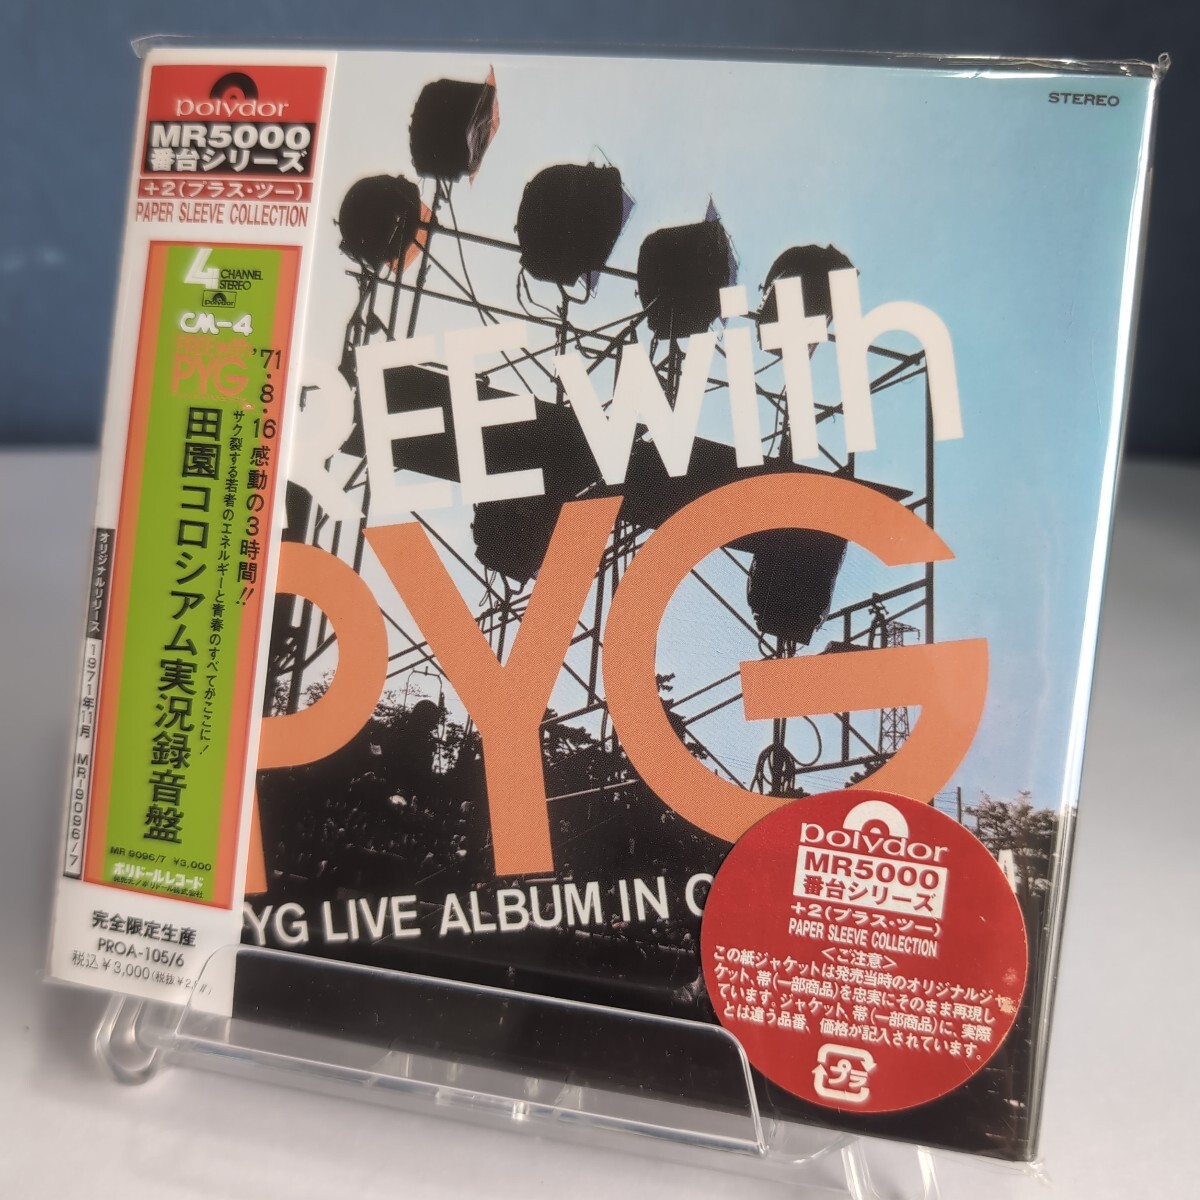 polydor
MR5000
番台シリーズ
+2(プラス・ツー)
PAPER SLEEVE COLLECTION
4 CHANNEL
STEREO
polydor
CM-4
FREE with
PYG
'71・8・16 感動の3時間!!
サク裂する若者のエネルギーと青春のすべてがここに!
田園コロシアム実況録音盤
MR 9096/7 ¥3,000
ポリドールレコード
オリジナルリリース 1971年11月 MR-9096/7
完全限定生産
PROA-105/6
税込¥3,000
STEREO
REE with
PYG
PYG LIVE ALBUM IN
polydor
MR5000
番台シリーズ
+2(プラス・ツー)
PAPER SLEEVE COLLECTION
<ご注意>
この紙ジャケットは発売当時のオリジナルジャ
ケット、帯(一部商品)を忠実にそのまま再現し
ています。ジャケット、帯(一部商品)に、実際
とは違う品番、価格が記入されています。
プラ